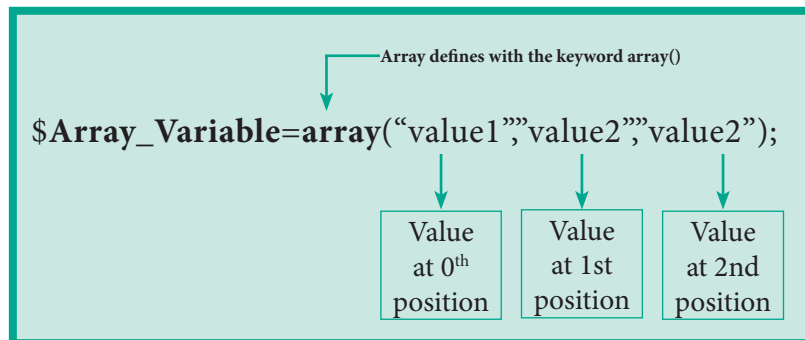 Array defines with the keyword array()
$Array_Variable=array(“value1”,”value2”,”value2”);
Value
at 0th
position
Value
at 1st
position
Value
at 2nd
position